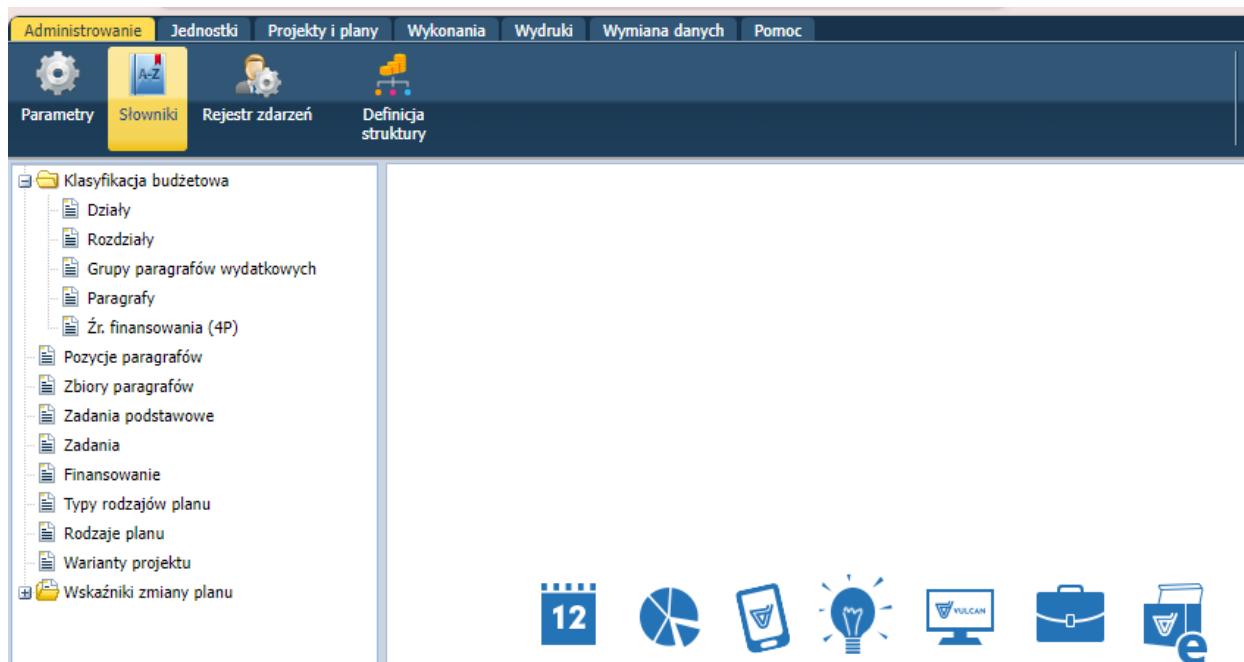 Administrowanie Jednostki Projekty i plany Wykonania Wydruki Wymiana danych Pomoc
A-Z
Parametry Słowniki Rejestr zdarzeń Definicja struktury
Klasyfikacja budżetowa
Działy
Rozdziały
Grupy paragrafów wydatkowych
Paragrafy
Źr. finansowania (4P)
Pozycje paragrafów
Zbiory paragrafów
Zadania podstawowe
Zadania
Finansowanie
Typy rodzajów planu
Rodzaje planu
Warianty projektu
Wskaźniki zmiany planu
12
VULCAN
e